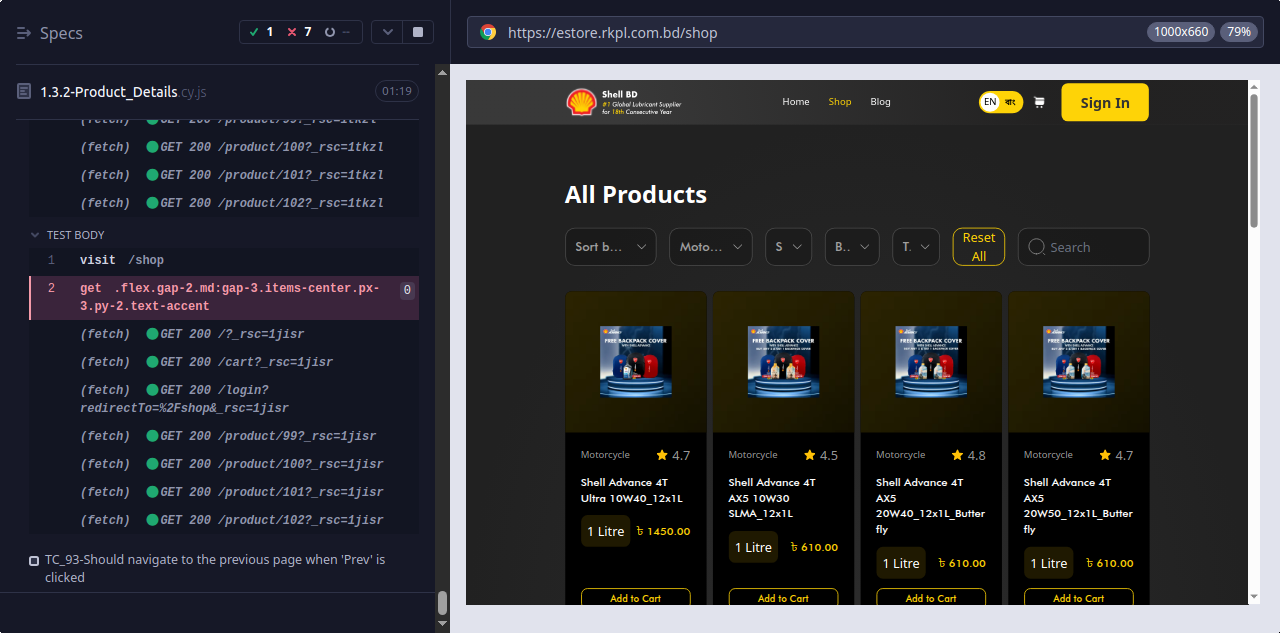 Specs
1
7
--
https://estore.rkpl.com.bd/shop
1000x660
79%
1.3.2-Product_Details.cy.js
01:19
(fetch) GET 200 /product/99?_rsc=1tkzl
(fetch) GET 200 /product/100?_rsc=1tkzl
(fetch) GET 200 /product/101?_rsc=1tkzl
(fetch) GET 200 /product/102?_rsc=1tkzl
TEST BODY
1 visit /shop
2 get .flex.gap-2.md:gap-3.items-center.px-
3.py-2.text-accent
0
(fetch) GET 200 /?_rsc=1jisr
(fetch) GET 200 /cart?_rsc=1jisr
(fetch) GET 200 /login?
redirectTo=%2Fshop&_rsc=1jisr
(fetch) GET 200 /product/99?_rsc=1jisr
(fetch) GET 200 /product/100?_rsc=1jisr
(fetch) GET 200 /product/101?_rsc=1jisr
(fetch) GET 200 /product/102?_rsc=1jisr
TC_93-Should navigate to the previous page when 'Prev' is
clicked
Shell BD
#1 Global Lubricant Supplier
for 18th Consecutive Year
Home
Shop
Blog
EN
বাং
Sign In
All Products
Sort b...
Moto...
S
B..
T.
Reset
All
Search
FREE BACKPACK COVER
FREE BACKPACK COVER
FREE BACKPACK COVER
FREE BACKPACK COVER
Motorcycle
4.7
Shell Advance 4T
Ultra 10W40_12x1L
1 Litre
৳ 1450.00
Add to Cart
Motorcycle
4.5
Shell Advance 4T
AX5 10W30
SLMA_12x1L
1 Litre
৳ 610.00
Add to Cart
Motorcycle
4.8
Shell Advance 4T
AX5
20W40_12x1L_Butter
fly
1 Litre
৳ 610.00
Add to Cart
Motorcycle
4.7
Shell Advance 4T
AX5
20W50_12x1L_Butter
fly
1 Litre
৳ 610.00
Add to Cart